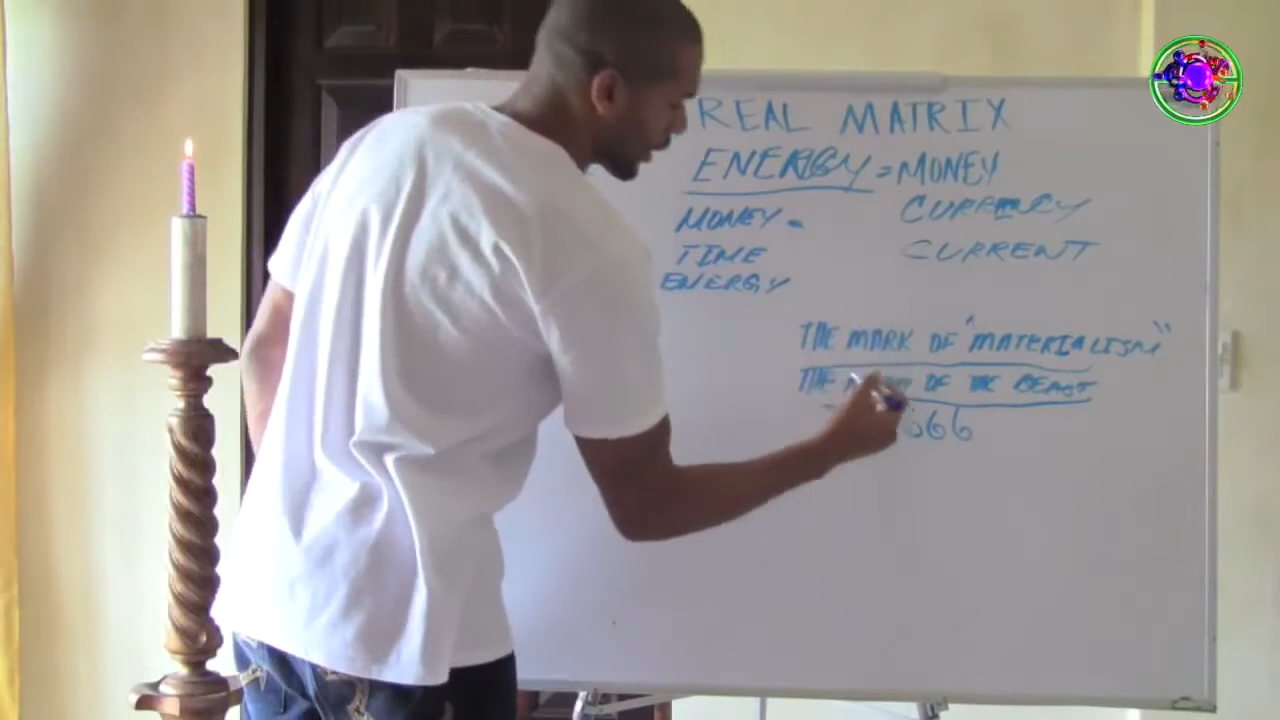 REAL MATRIX
ENERGY = MONEY
MONEY =
TIME
ENERGY
CURRENCY
CURRENT
THE MARK OF "MATERIALISM"
THE OF THE BEAST
666